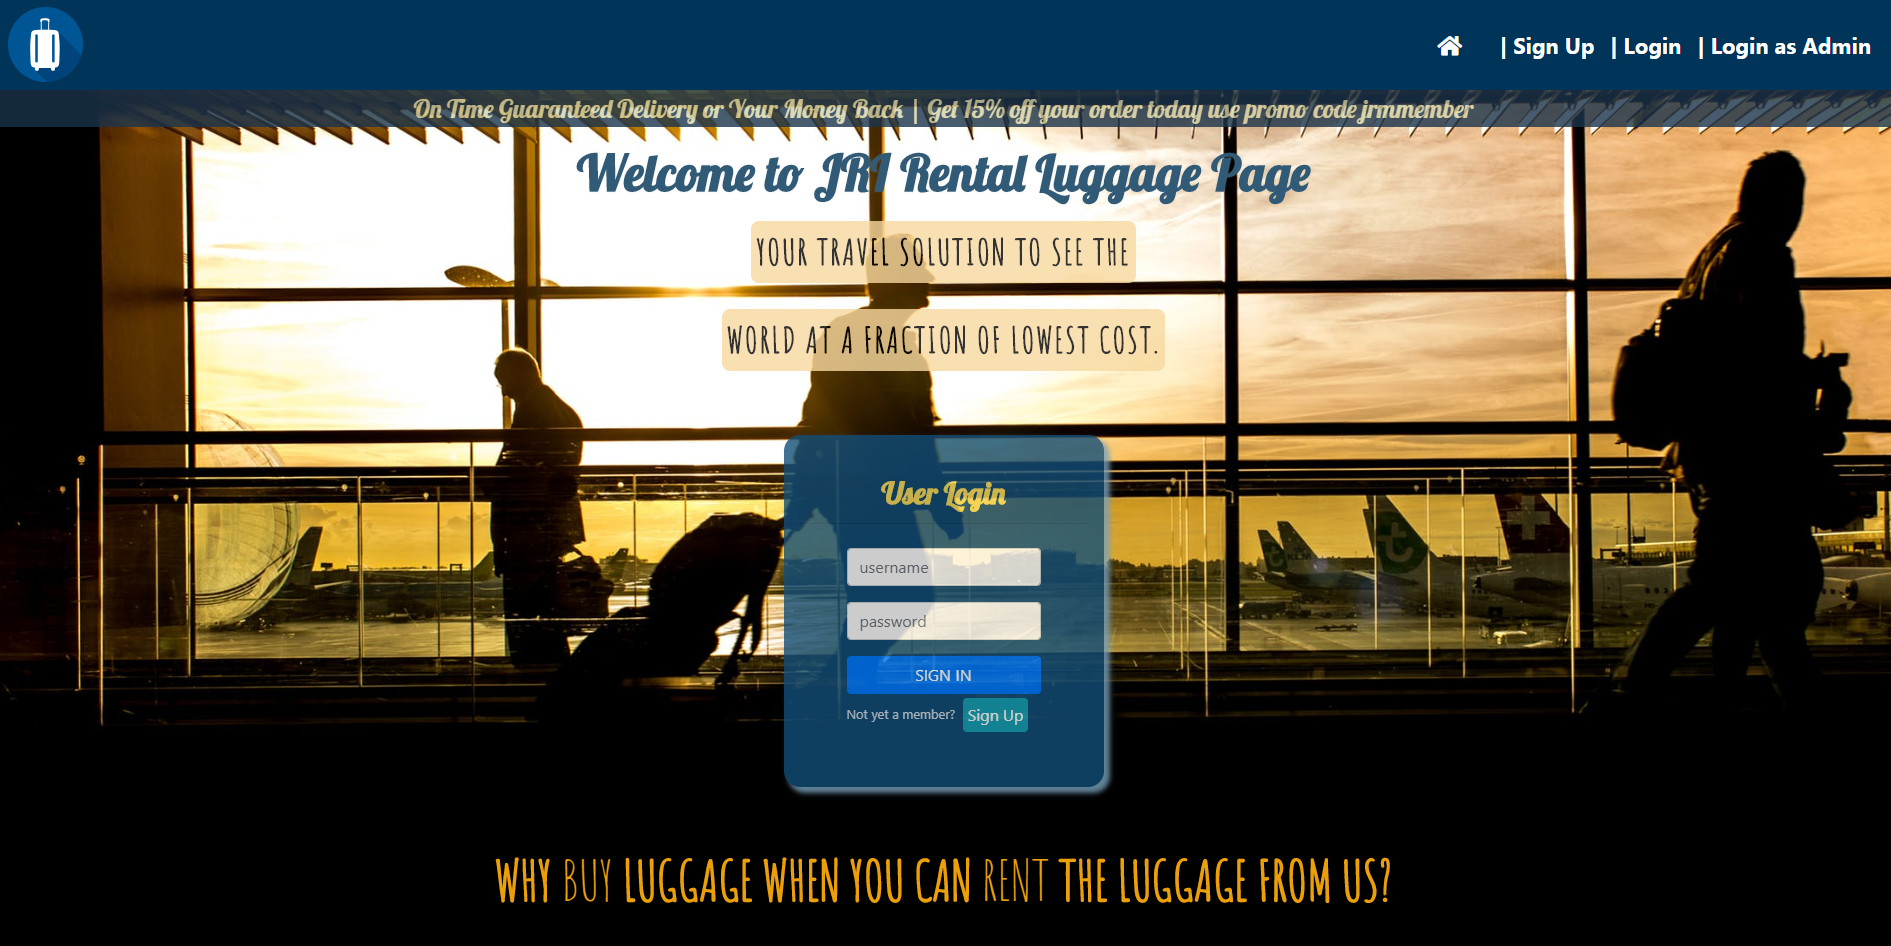 | Sign Up | Login | Login as Admin
On Time Guaranteed Delivery or Your Money Back | Get 15% off your order today use promo code jrmmember
Welcome to JRI Rental Luggage Page
YOUR TRAVEL SOLUTION TO SEE THE
WORLD AT A FRACTION OF LOWEST COST.
User Login
username
password
SIGN IN
Not yet a member? Sign Up
WHY BUY LUGGAGE WHEN YOU CAN RENT THE LUGGAGE FROM US?